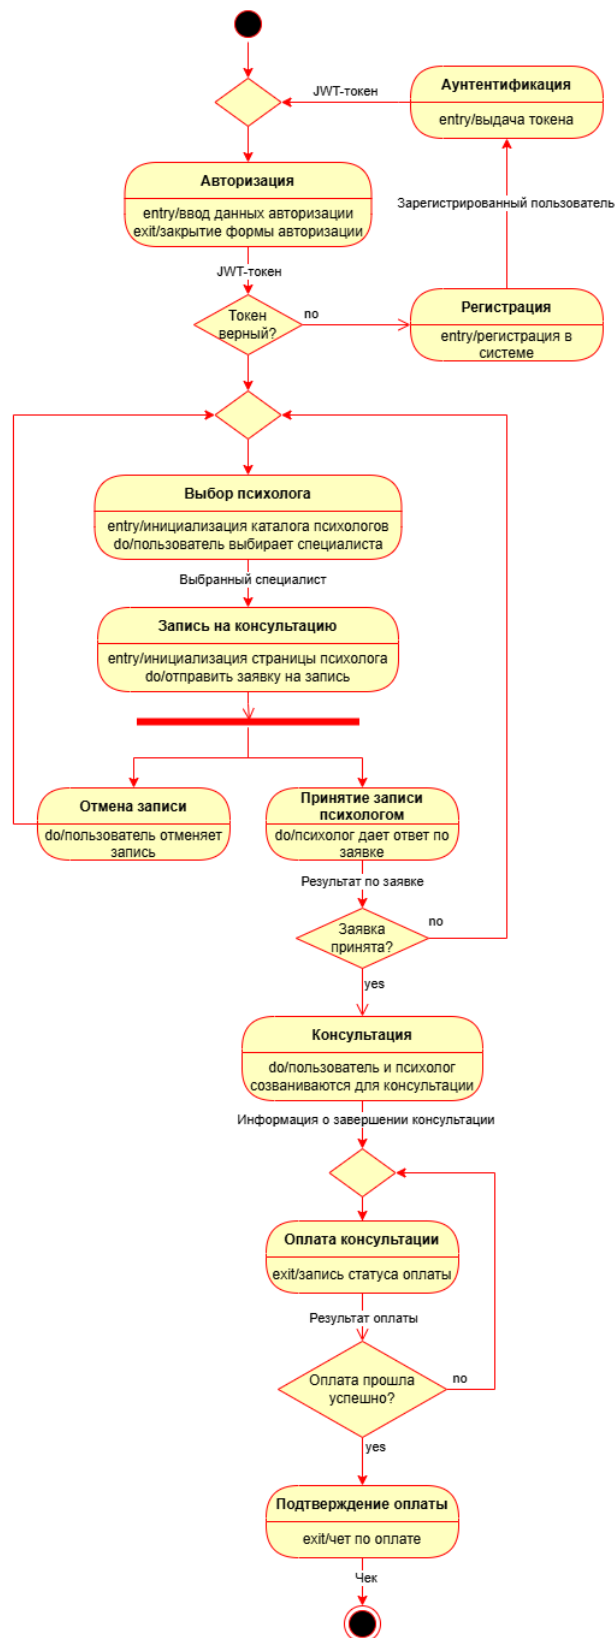 Аунтентификация
entry/выдача токена
JWT-токен
Авторизация
entry/ввод данных авторизации
exit/закрытие формы авторизации
Зарегистрированный пользователь
JWT-токен
Токен
верный?
no
Регистрация
entry/регистрация в
системе
Выбор психолога
entry/инициализация каталога психологов
do/пользователь выбирает специалиста
Выбранный специалист
Запись на консультацию
entry/инициализация страницы психолога
do/отправить заявку на запись
Отмена записи
do/пользователь отменяет
запись
Принятие записи
психологом
do/психолог дает ответ по
заявке
Результат по заявке
Заявка
принята?
no
yes
Консультация
do/пользователь и психолог
созваниваются для консультации
Информация о завершении консультации
Оплата консультации
exit/запись статуса оплаты
Результат оплаты
Оплата прошла
успешно?
no
yes
Подтверждение оплаты
exit/чет по оплате
Чек